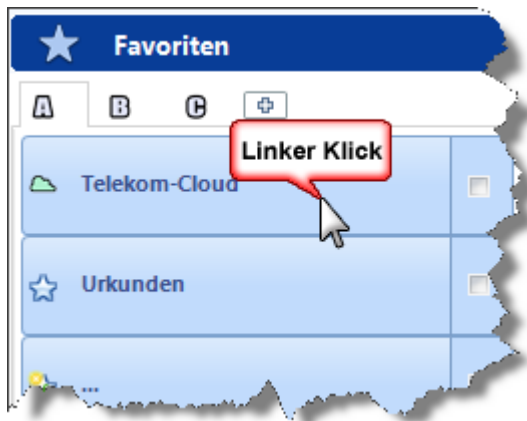 Favoriten
A B C
Linker Klick
Telekom-Cloud
Urkunden
...